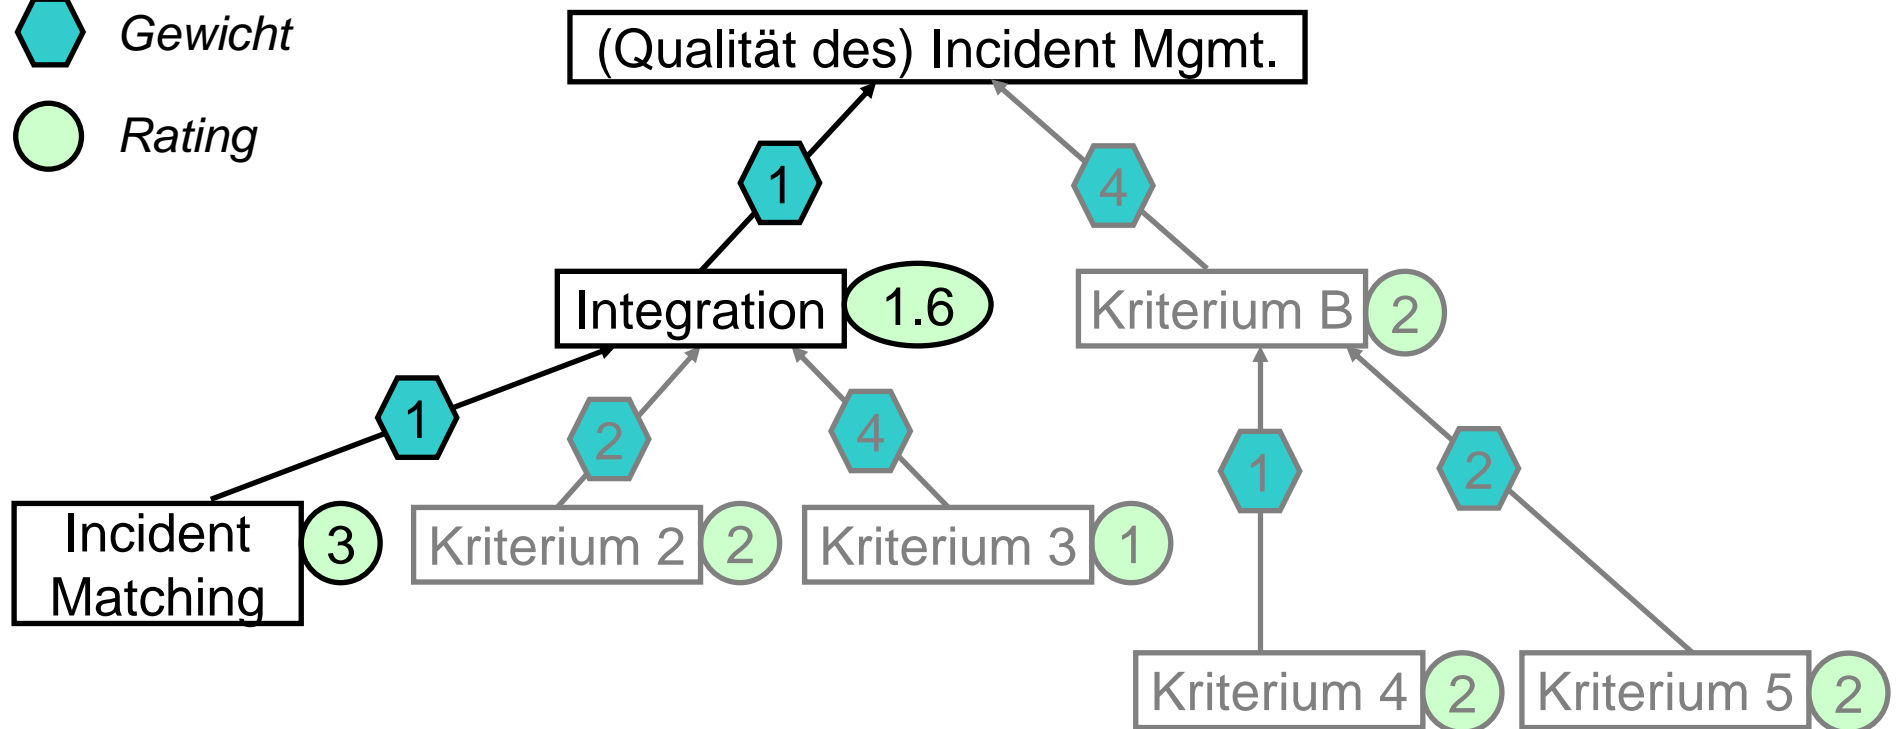 Gewicht
Rating
(Qualität des) Incident Mgmt.
1
4
Integration
1.6
Kriterium B
2
1
2
4
1
2
Incident
Matching
3
Kriterium 2
2
Kriterium 3
1
Kriterium 4
2
Kriterium 5
2